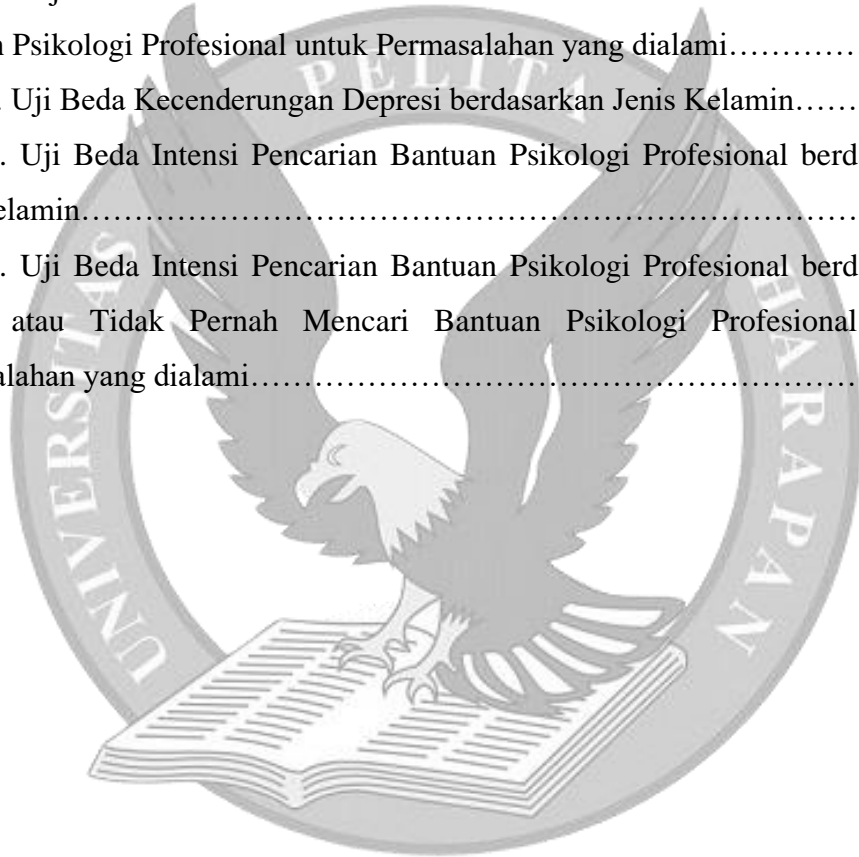 n Psikologi Profesional untuk Permasalahan yang dialami…………
. Uji Beda Kecenderungan Depresi berdasarkan Jenis Kelamin……
. Uji Beda Intensi Pencarian Bantuan Psikologi Profesional berd
elamin……………………………………………………………
. Uji Beda Intensi Pencarian Bantuan Psikologi Profesional berd
atau Tidak Pernah Mencari Bantuan Psikologi Profesional
alahan yang dialami………………………………………………
UNIVERSITAS PELITA HARAPAN